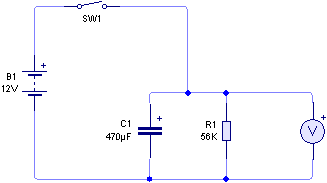 SW1
B1
+
12V
C1
+
470µF
R1
56K
+
V